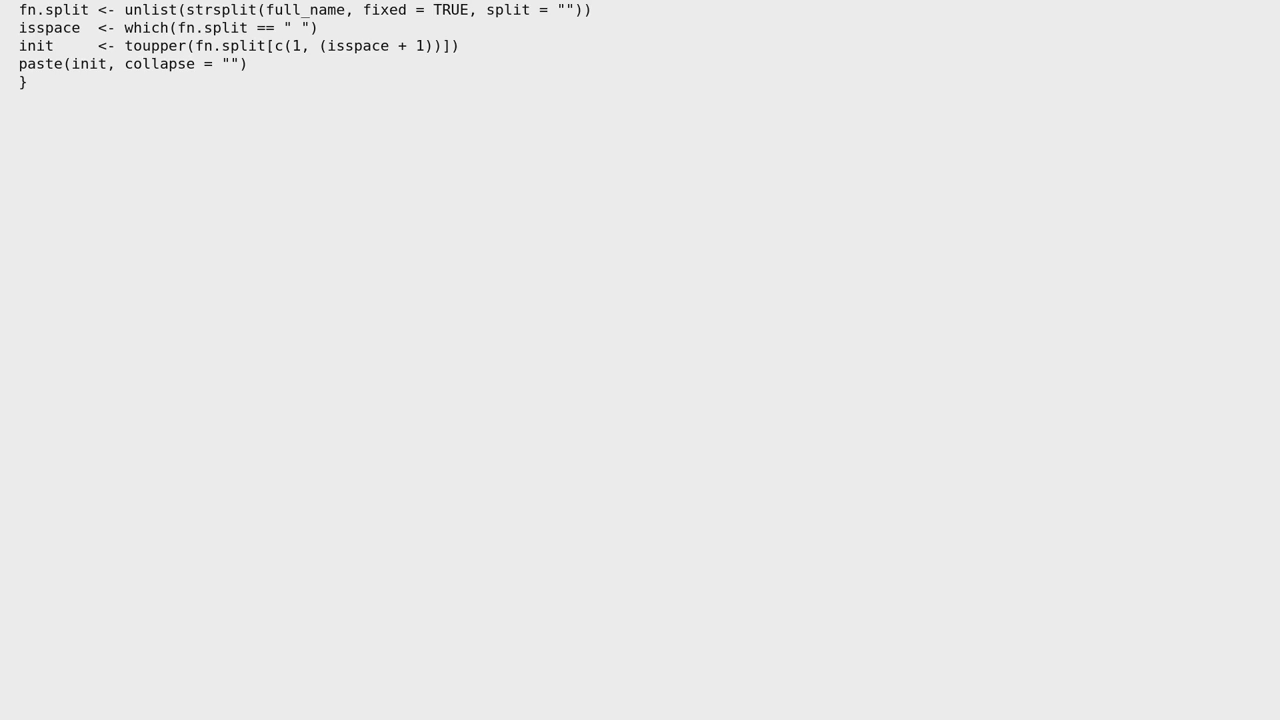 fn.split <- unlist(strsplit(full_name, fixed = TRUE, split = ""))
isspace  <- which(fn.split == " ")
init     <- toupper(fn.split[c(1, (isspace + 1))])
paste(init, collapse = "")
}